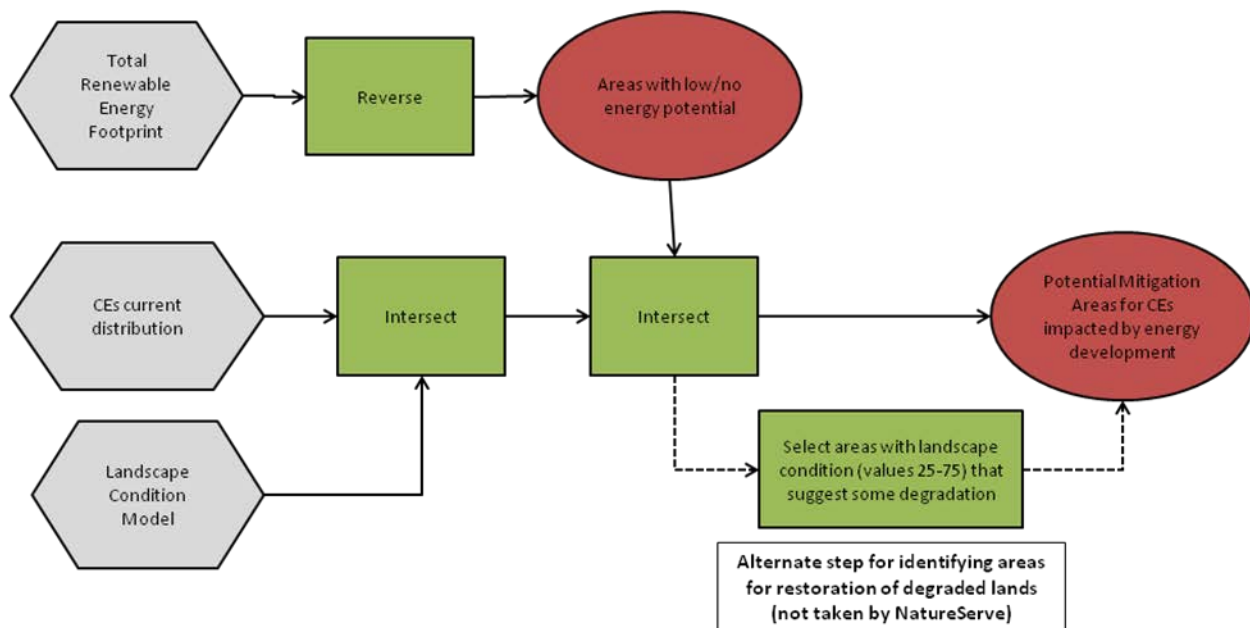 Total
Renewable
Energy
Footprint
Reverse
Areas with low/no
energy potential
CEs current
distribution
Intersect
Intersect
Potential Mitigation
Areas for CEs
impacted by energy
development
Landscape
Condition
Model
Select areas with landscape
condition (values 25-75) that
suggest some degradation
Alternate step for identifying areas
for restoration of degraded lands
(not taken by NatureServe)